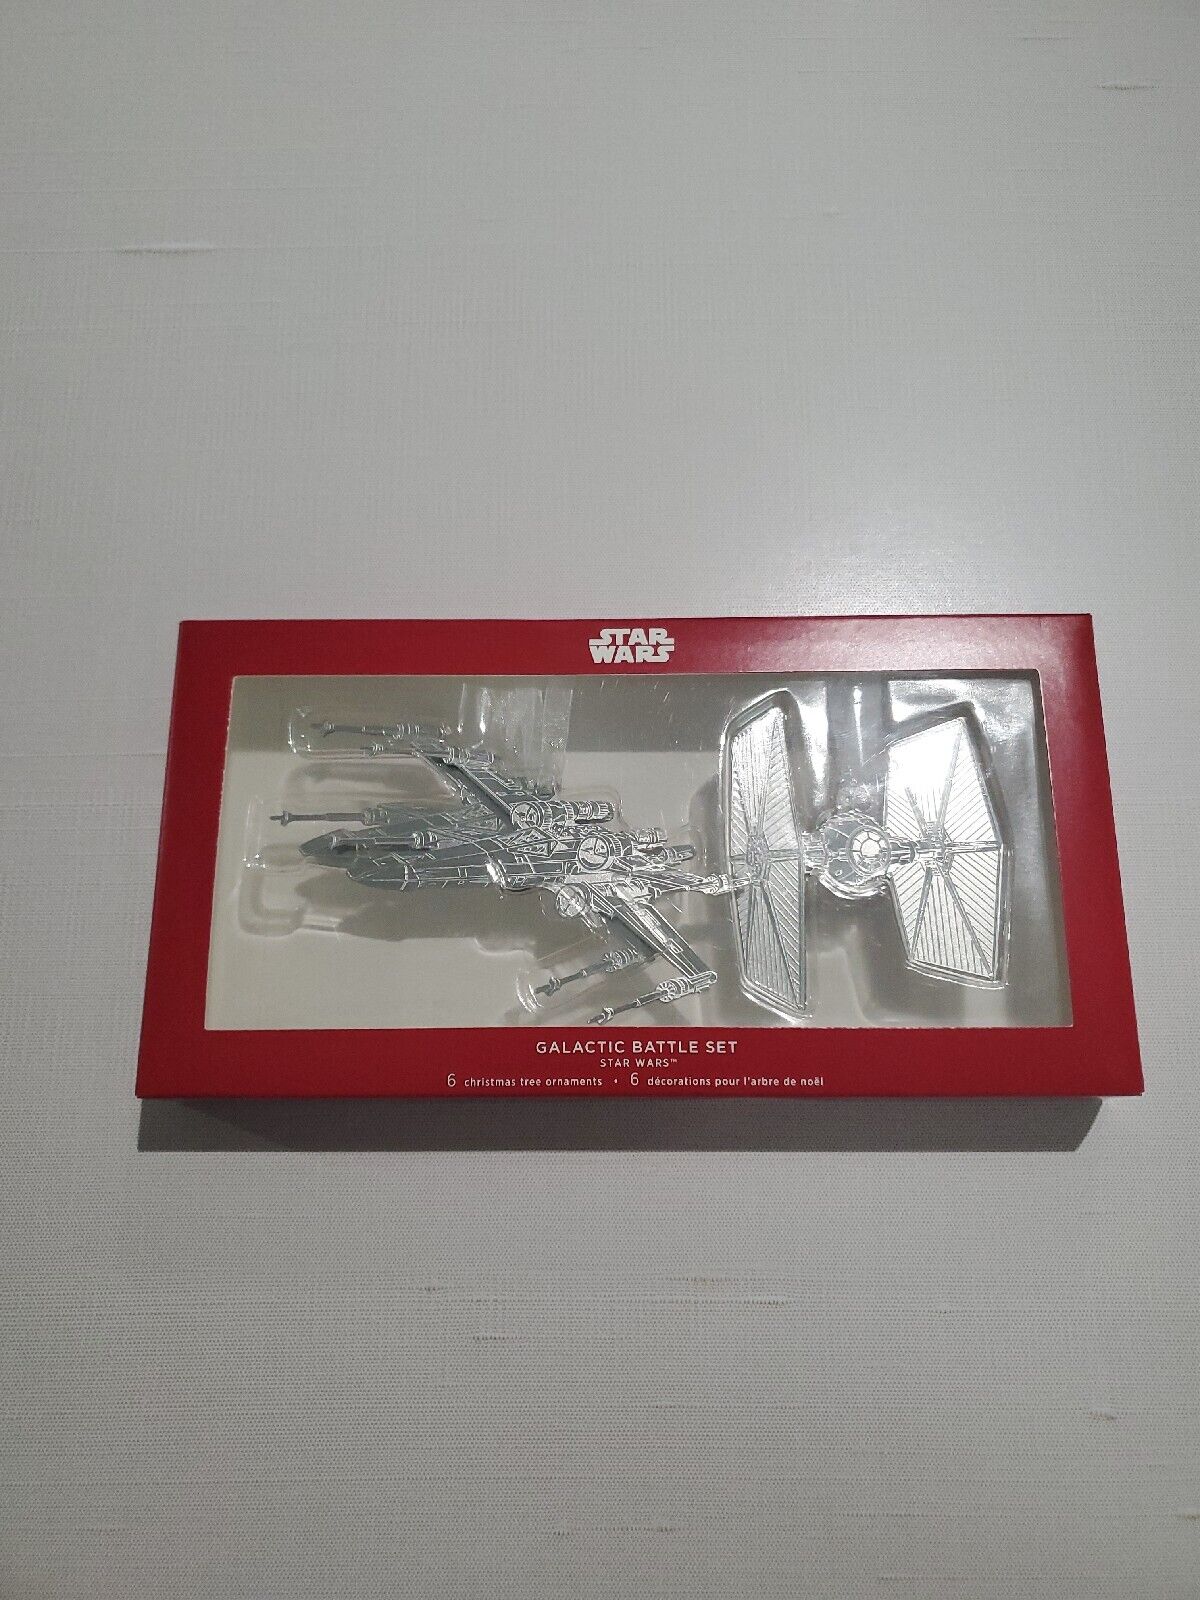 STAR
WARS
GALACTIC BATTLE SET
STAR WARS™
6 christmas tree ornaments • 6 décorations pour l'arbre de noël